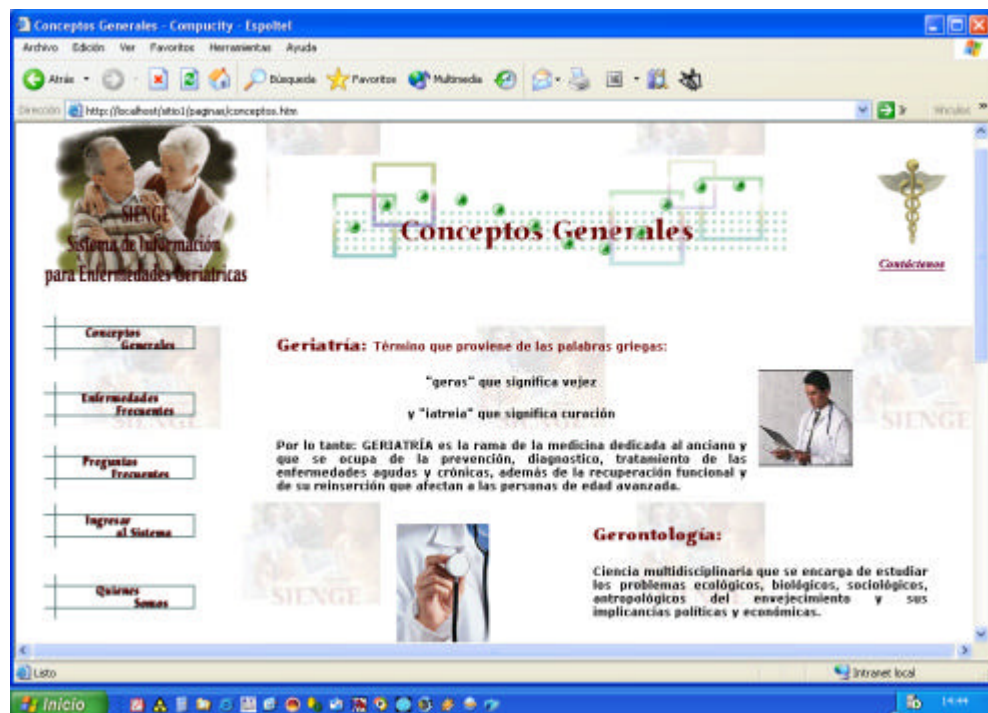 Conceptos Generales - Compucity - Espoltel
Archivo Edición Ver Favoritos Herramientas Ayuda
Atrás Búsqueda Favoritos Multimedia
Dirección http://localhost/sitio1/paginas/conceptos.htm Ir Vínculos »
SIENGE
Sistema de Información
para Enfermedades Geriátricas
Conceptos Generales
Contáctenos
Conceptos
Generales
Enfermedades
Frecuentes
Preguntas
Frecuentes
Ingresar
al Sistema
Quienes
Somos
Geriatría: Término que proviene de las palabras griegas:
"geras" que significa vejez
y "iatreia" que significa curación
Por lo tanto: GERIATRÍA es la rama de la medicina dedicada al anciano y
que se ocupa de la prevención, diagnostico, tratamiento de las
enfermedades agudas y crónicas, además de la recuperación funcional y
de su reinserción que afectan a las personas de edad avanzada.
SIENGE
Gerontología:
Ciencia multidisciplinaria que se encarga de estudiar
los problemas ecológicos, biológicos, sociológicos,
antropológicos del envejecimiento y sus
implicancias políticas y económicas.
SIENGE
Listo Intranet local
Inicio 14:44